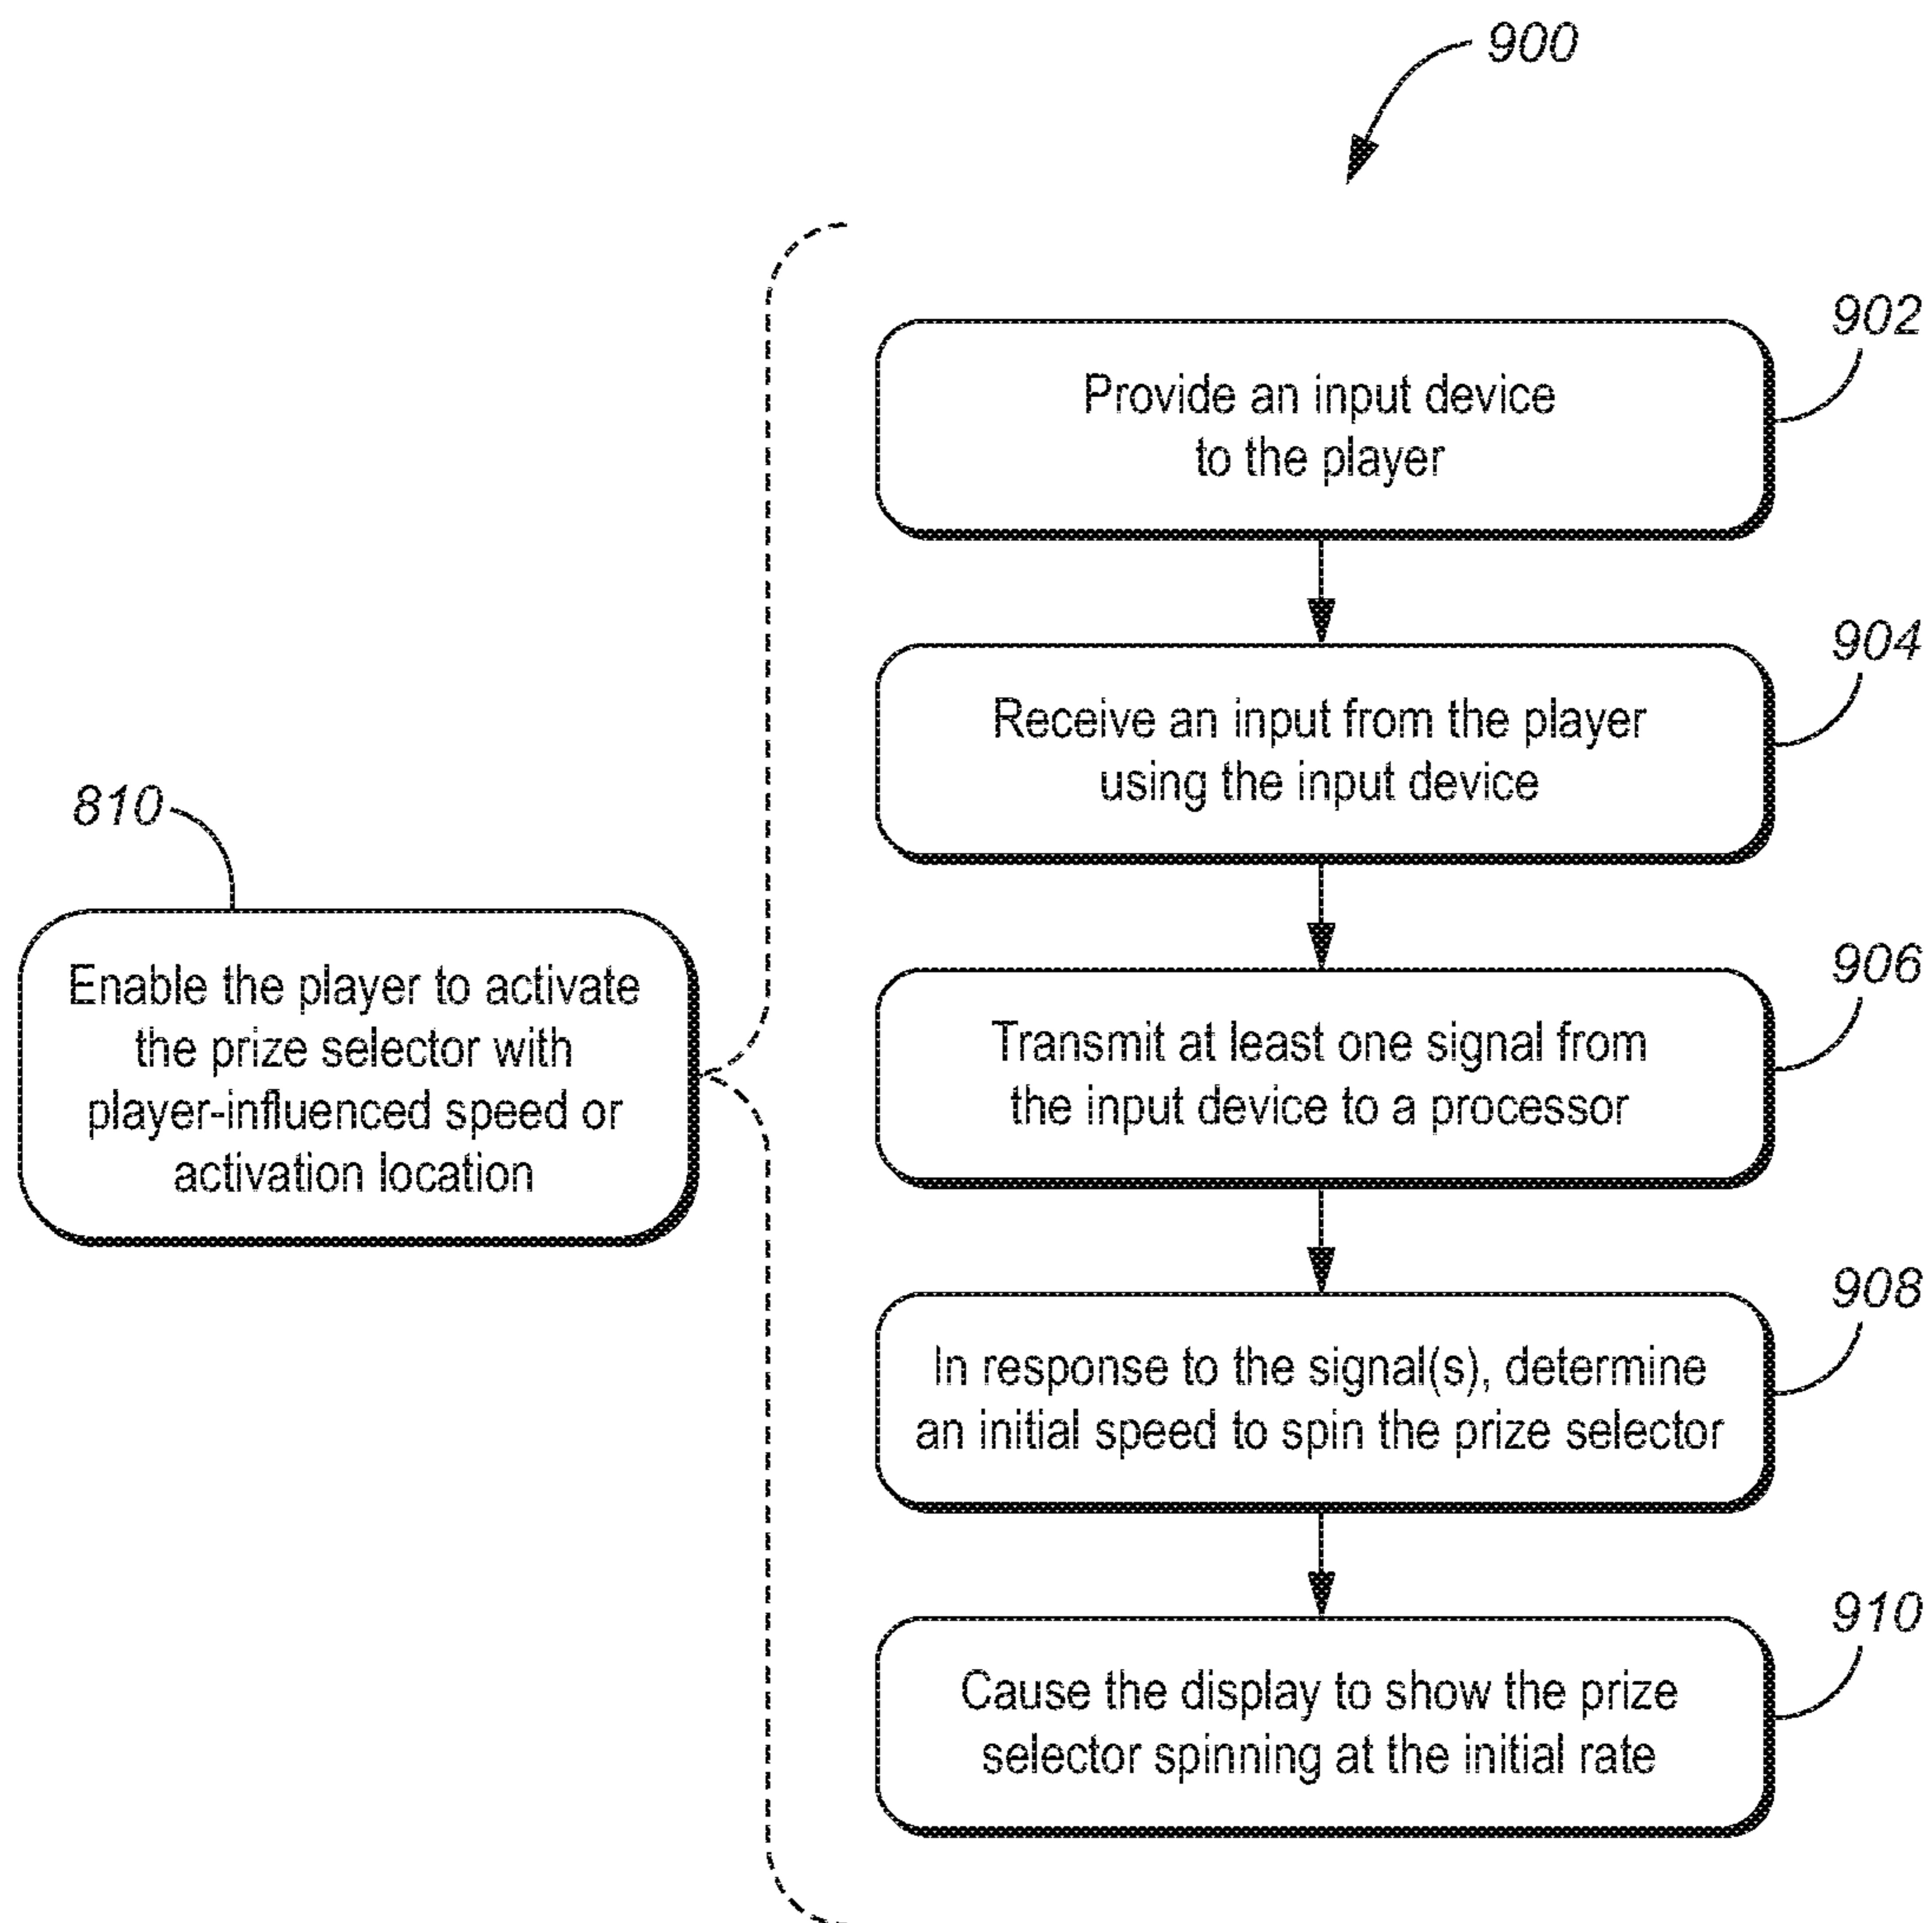 900
902
Provide an input device
to the player
904
Receive an input from the player
using the input device
810
Enable the player to activate
the prize selector with
player-influenced speed or
activation location
906
Transmit at least one signal from
the input device to a processor
908
In response to the signal(s), determine
an initial speed to spin the prize selector
910
Cause the display to show the prize
selector spinning at the initial rate